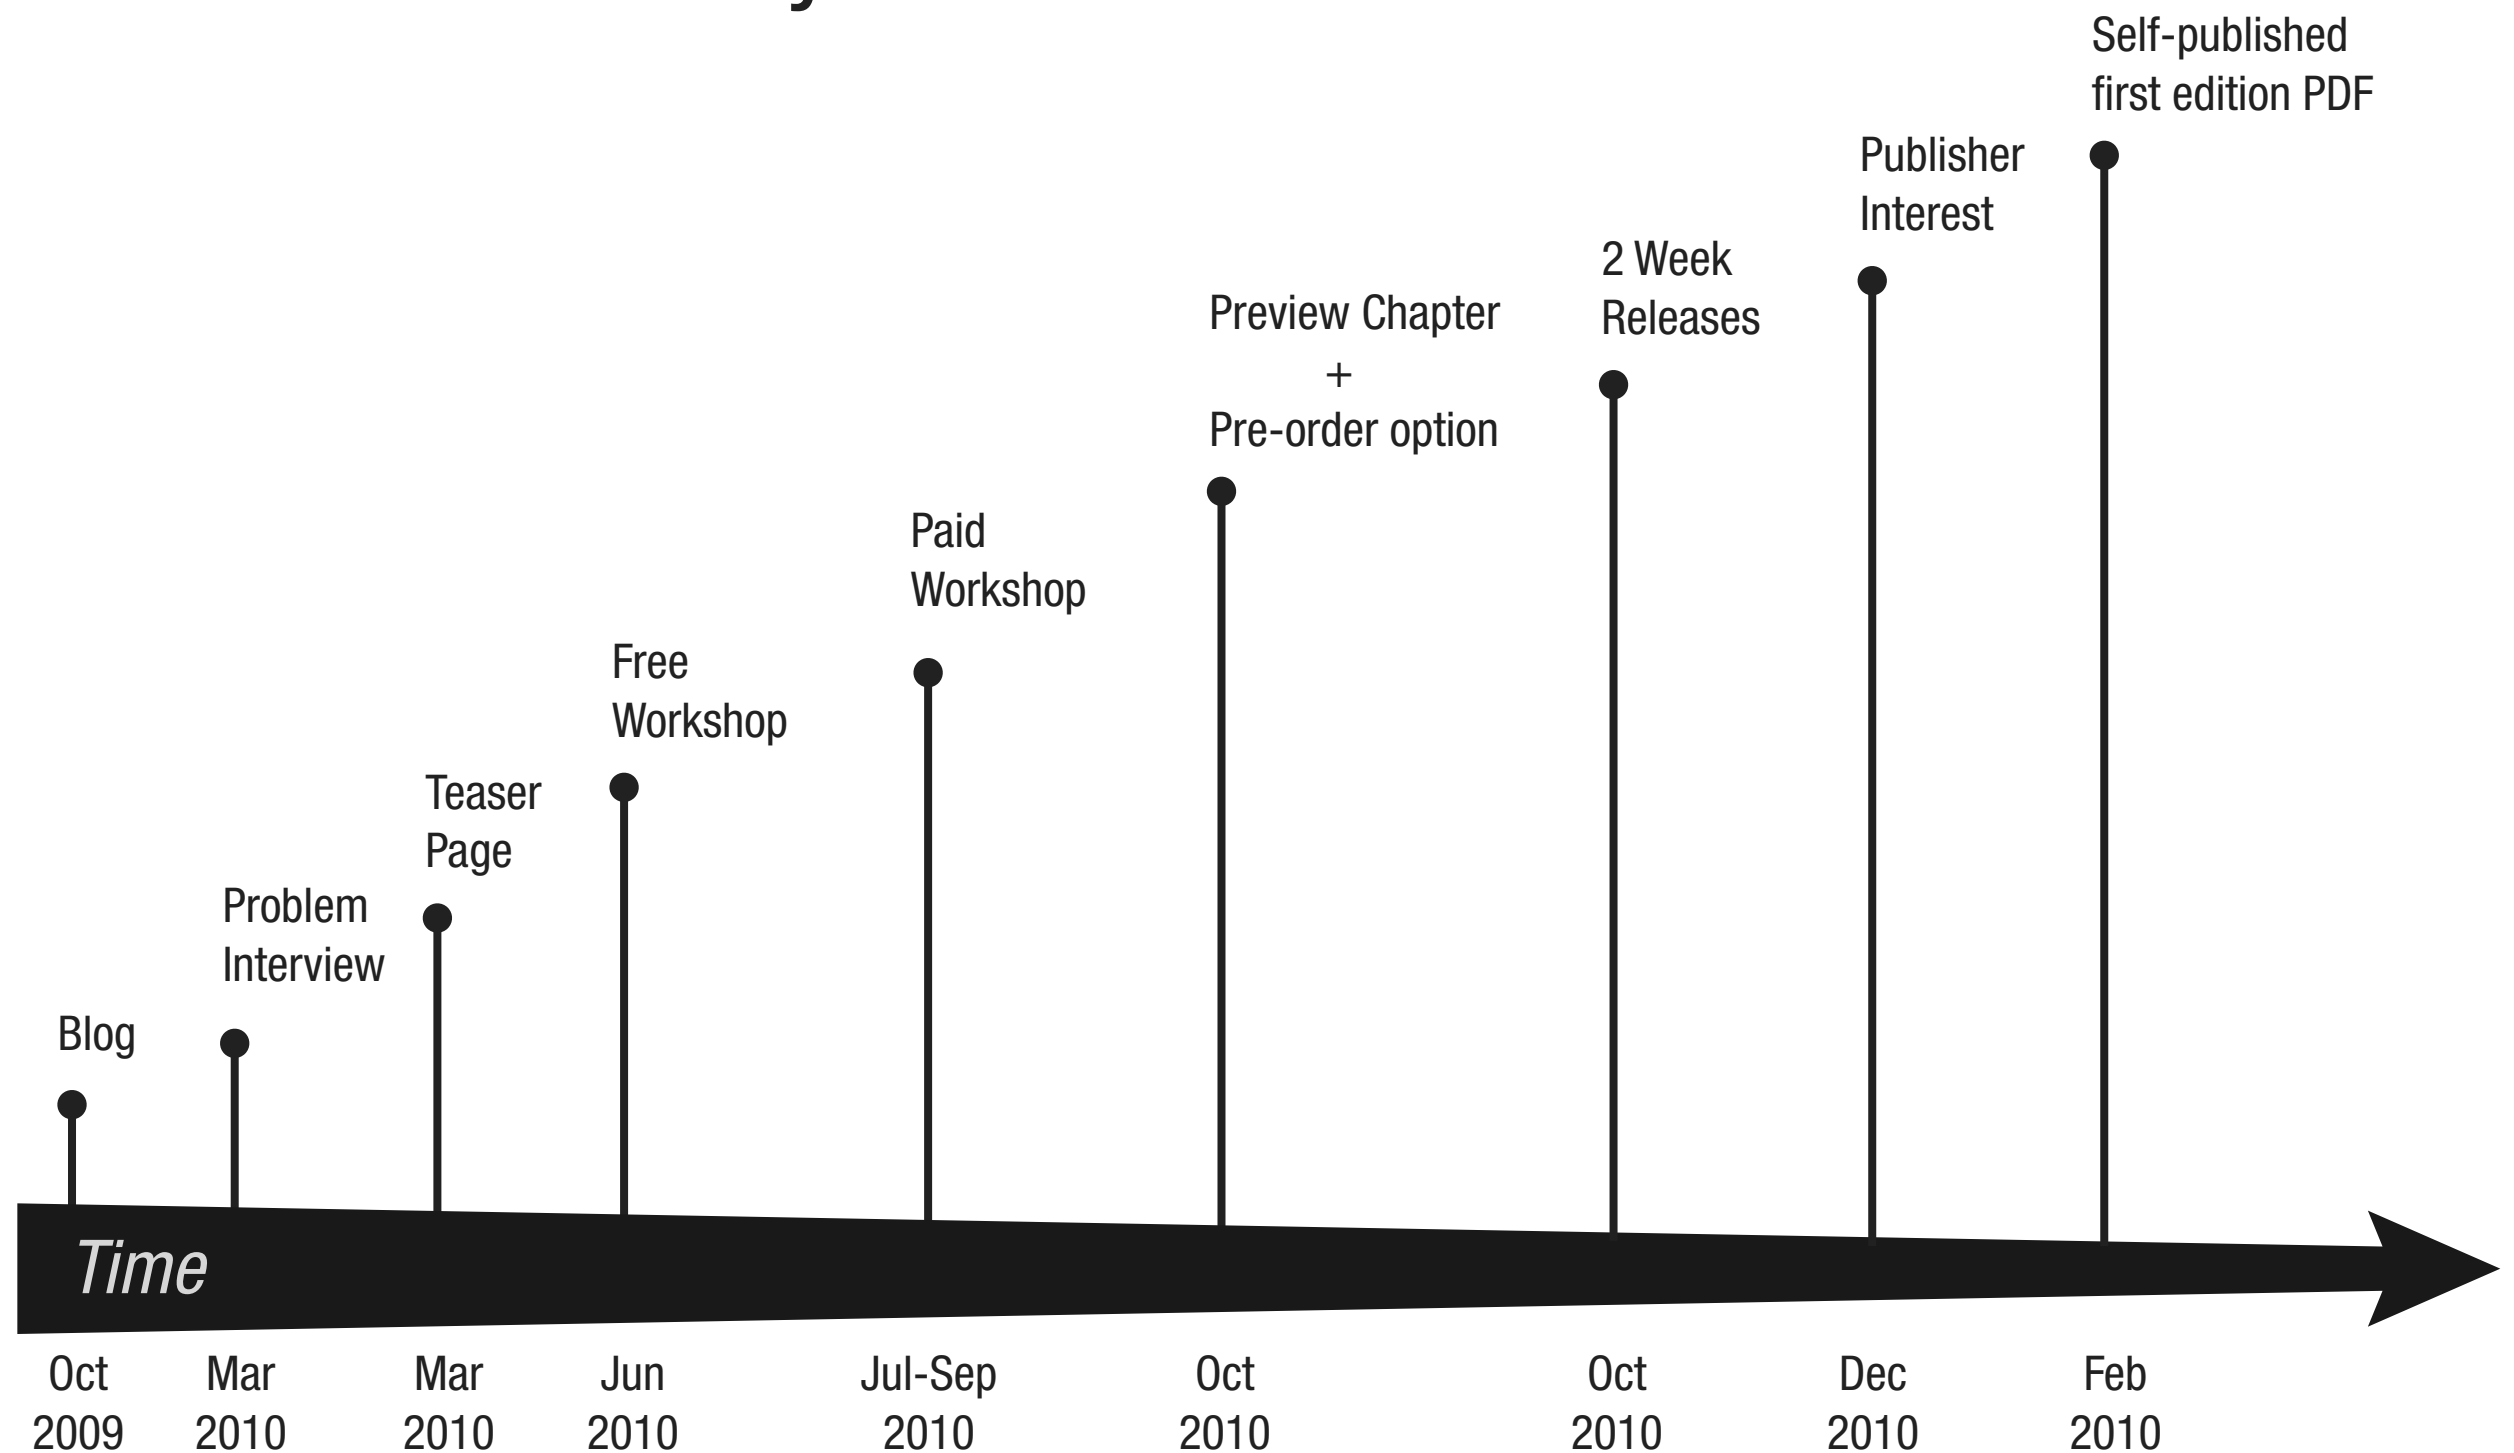 Self-published
first edition PDF
Publisher
Interest
2 Week
Releases
Preview Chapter
+
Pre-order option
Paid
Workshop
Free
Workshop
Teaser
Page
Problem
Interview
Blog
Time
Oct
2009
Mar
2010
Mar
2010
Jun
2010
Jul-Sep
2010
Oct
2010
Oct
2010
Dec
2010
Feb
2010